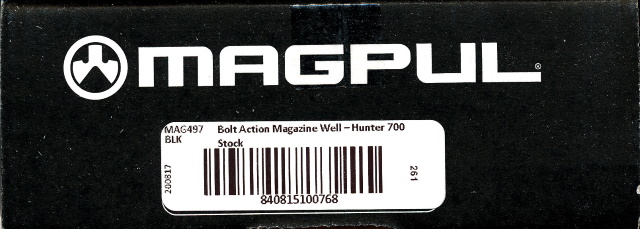 MAGPUL
MAG497 Bolt Action Magazine Well – Hunter 700
BLK Stock
200817
261
840815100768